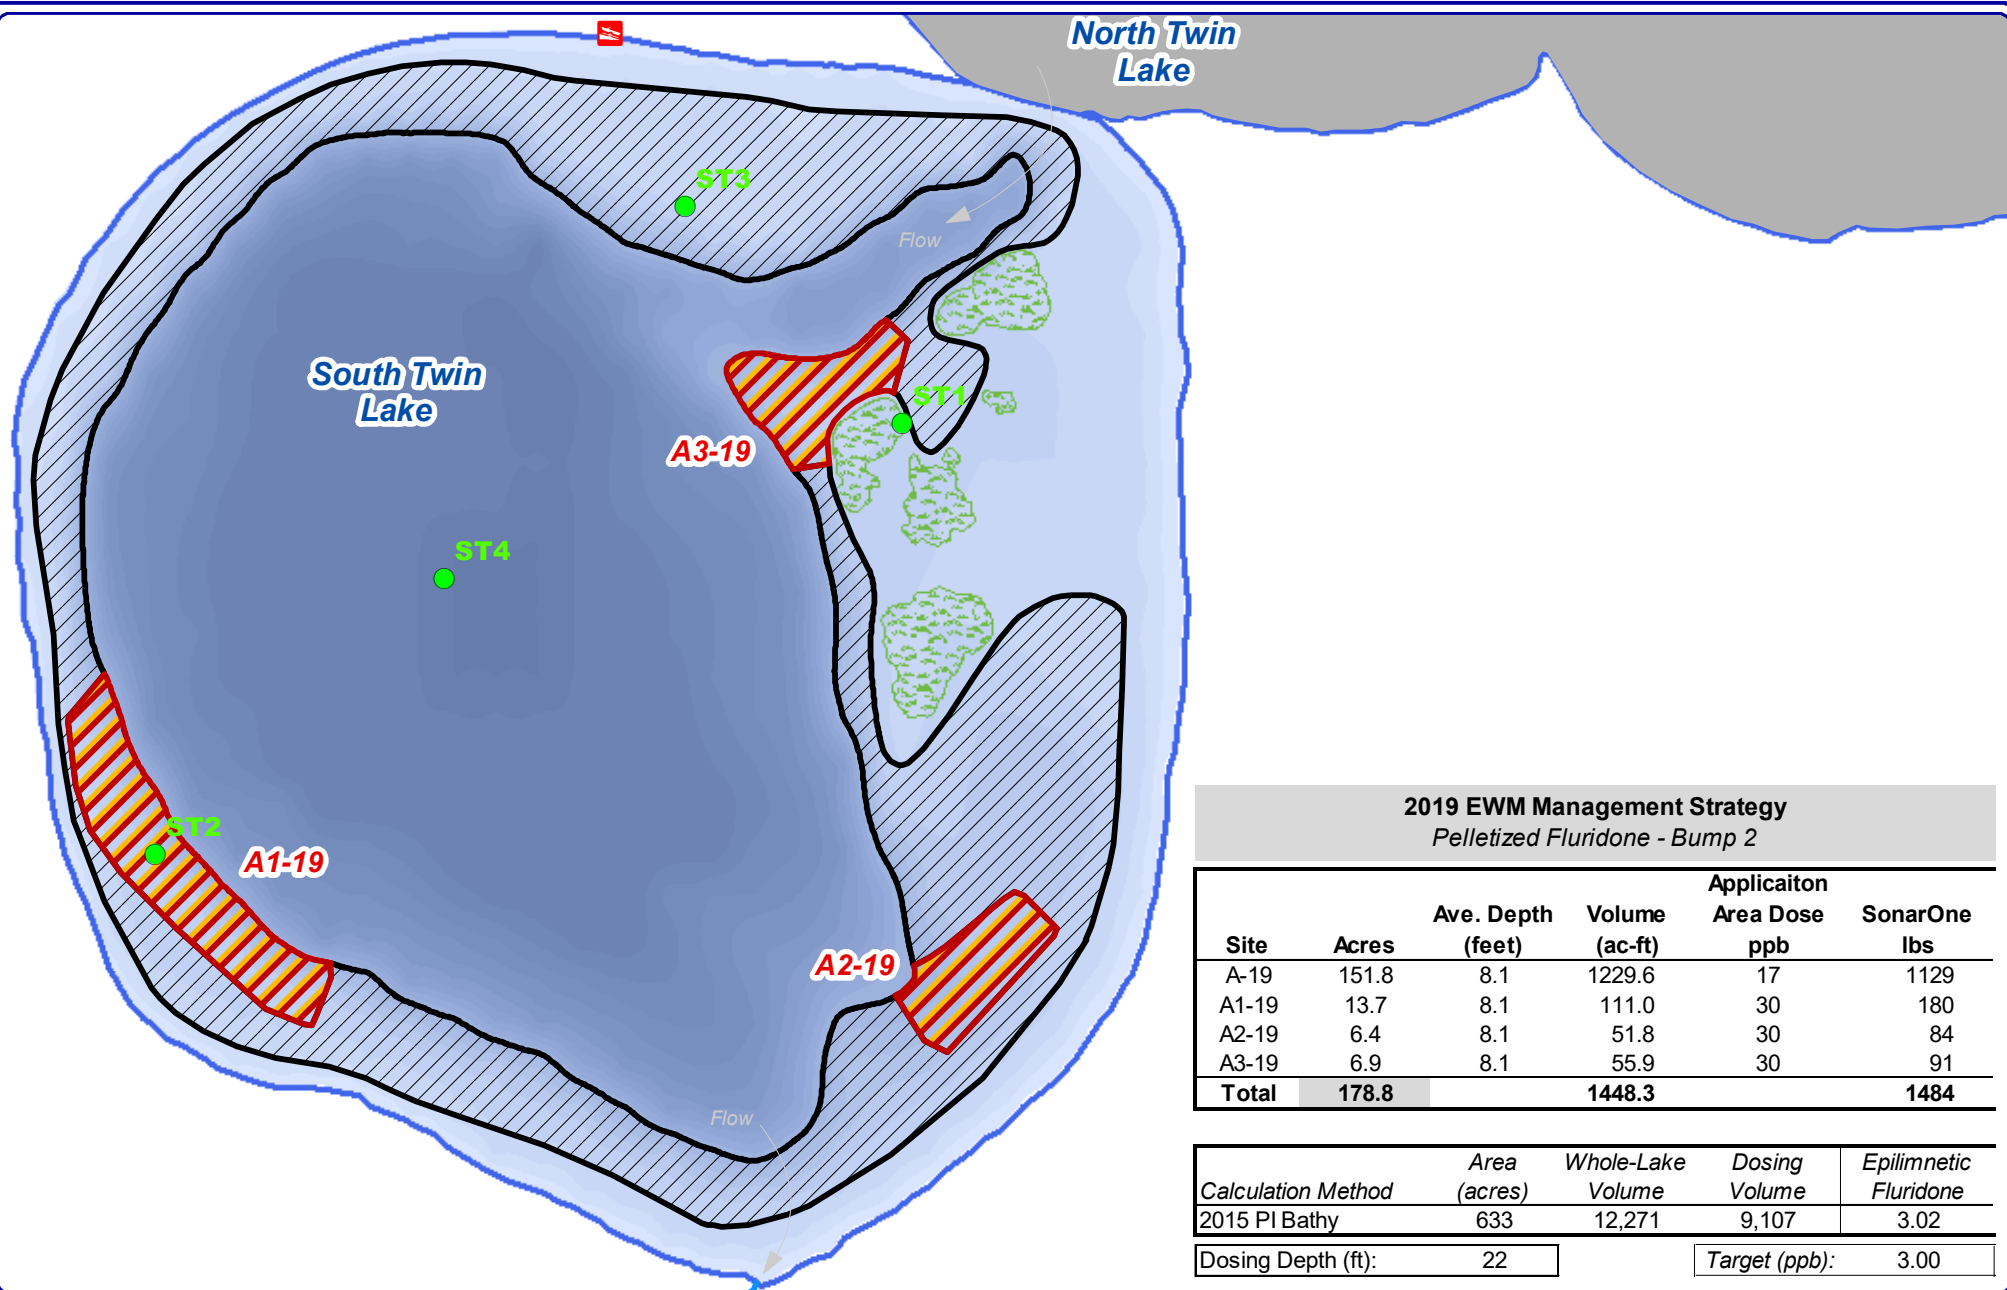 North Twin
Lake
ST3
Flow
South Twin
Lake
ST1
A3-19
ST4
ST2
A1-19
A2-19
Flow
2019 EWM Management Strategy
Pelletized Fluridone - Bump 2
Applicaiton
Ave. Depth Volume Area Dose SonarOne
Site Acres (feet) (ac-ft) ppb lbs
A-19 151.8 8.1 1229.6 17 1129
A1-19 13.7 8.1 111.0 30 180
A2-19 6.4 8.1 51.8 30 84
A3-19 6.9 8.1 55.9 30 91
Total 178.8 1448.3 1484
Area Whole-Lake Dosing Epilimnetic
Calculation Method (acres) Volume Volume Fluridone
2015 PI Bathy 633 12,271 9,107 3.02
Dosing Depth (ft): 22 Target (ppb): 3.00